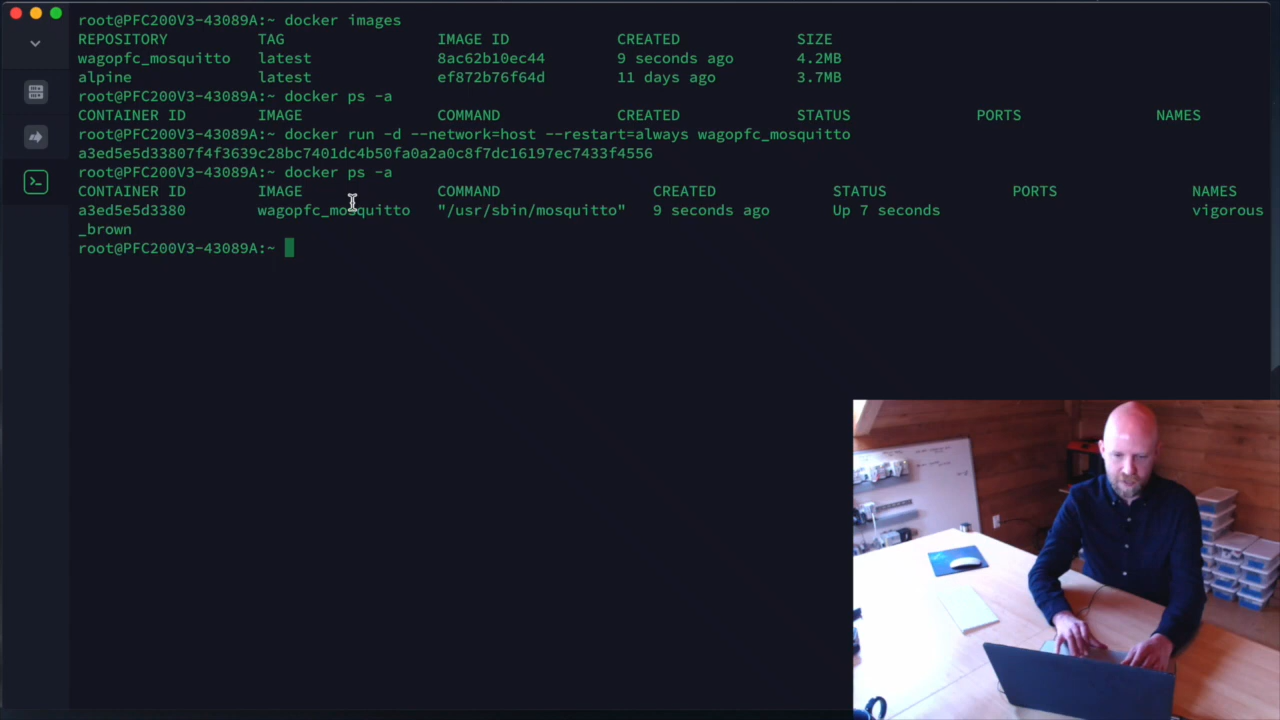 root@PFC200V3-43089A:~ docker images
REPOSITORY TAG IMAGE ID CREATED SIZE
wagopfc_mosquitto latest 8ac62b10ec44 9 seconds ago 4.2MB
alpine latest ef872b76f64d 11 days ago 3.7MB
root@PFC200V3-43089A:~ docker ps -a
CONTAINER ID IMAGE COMMAND CREATED STATUS PORTS NAMES
root@PFC200V3-43089A:~ docker run -d --network=host --restart=always wagopfc_mosquitto
a3ed5e5d33807f4f3639c28bc7401dc4b50fa0a2a0c8f7dc16197ec7433f4556
root@PFC200V3-43089A:~ docker ps -a
CONTAINER ID IMAGE COMMAND CREATED STATUS PORTS NAMES
a3ed5e5d3380 wagopfc_mosquitto "/usr/sbin/mosquitto" 9 seconds ago Up 7 seconds vigorous
_brown
root@PFC200V3-43089A:~